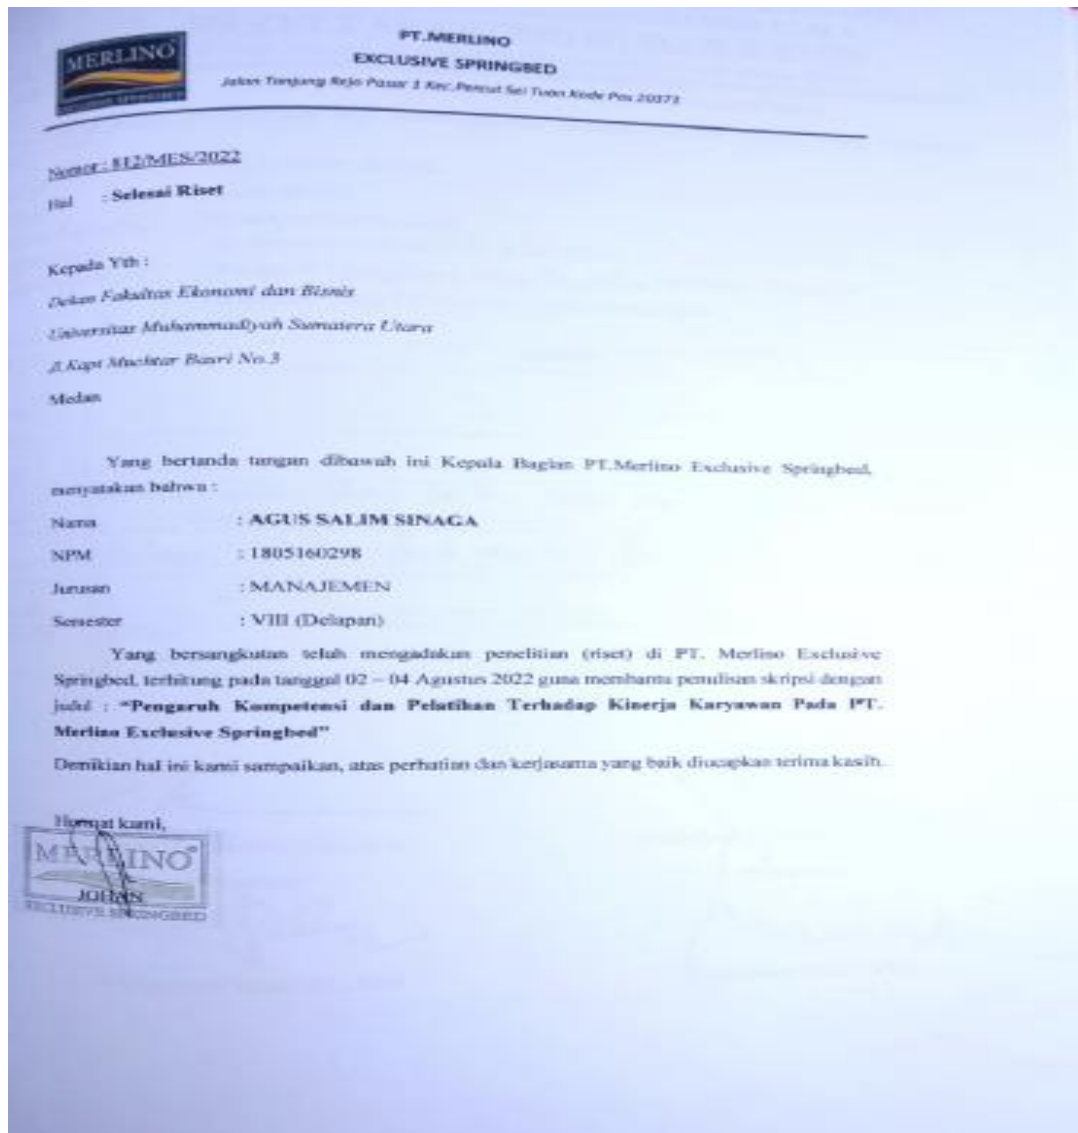 MERLINO
PT.MERLINO
EXCLUSIVE SPRINGBED
Jalan Tanjung Rejo Pasar 1 Kec.Percut Sei Tuan Kode Pos 20371
Nomor : 812/MES/2022
Hal : Selesai Riset
Kepada Yth :
Dekan Fakultas Ekonomi dan Bisnis
Universitas Muhammadiyah Sumatera Utara
Jl.Kapt Muchtar Basri No.3
Medan
Yang bertanda tangan dibawah ini Kepala Bagian PT.Merlino Exclusive Springbed,
menyatakan bahwa :
Nama : AGUS SALIM SINAGA
NPM : 1805160298
Jurusan : MANAJEMEN
Semester : VIII (Delapan)
Yang bersangkutan telah mengadakan penelitian (riset) di PT. Merlino Exclusive
Springbed, terhitung pada tanggal 02 – 04 Agustus 2022 guna membantu penulisan skripsi dengan
judul : “Pengaruh Kompetensi dan Pelatihan Terhadap Kinerja Karyawan Pada PT.
Merlino Exclusive Springbed”
Demikian hal ini kami sampaikan, atas perhatian dan kerjasama yang baik diucapkan terima kasih.
Hormat kami,
MERLINO
JOHAN
EXCLUSIVE SPRINGBED